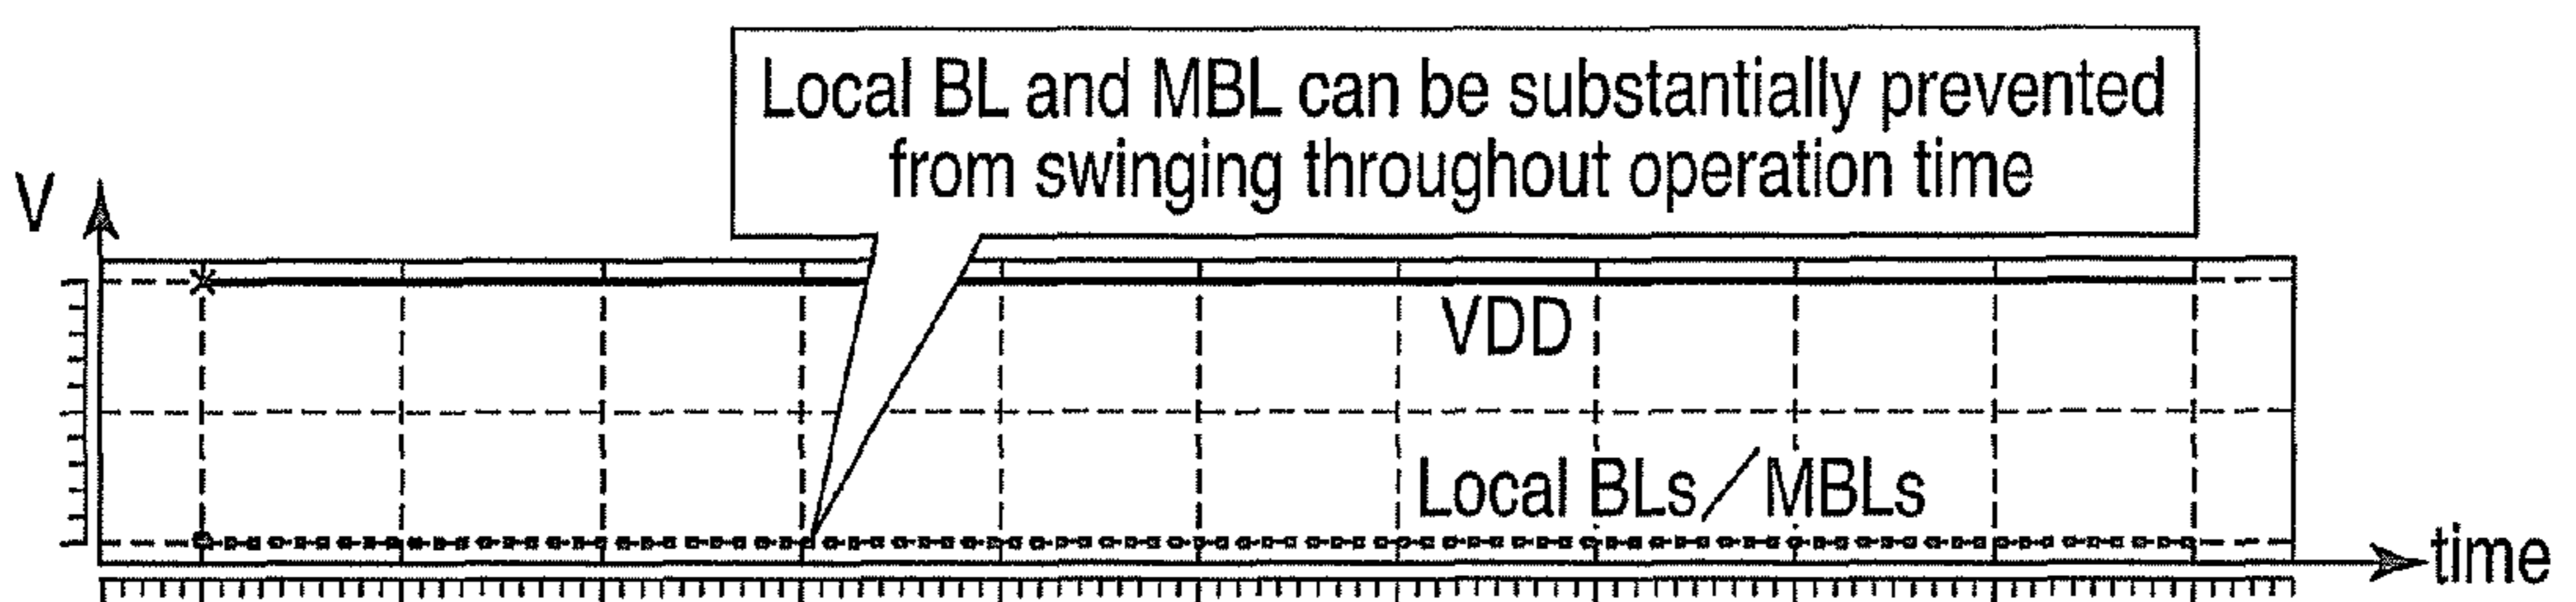 Local BL and MBL can be substantially prevented
from swinging throughout operation time
V
VDD
Local BLs/MBLs
time